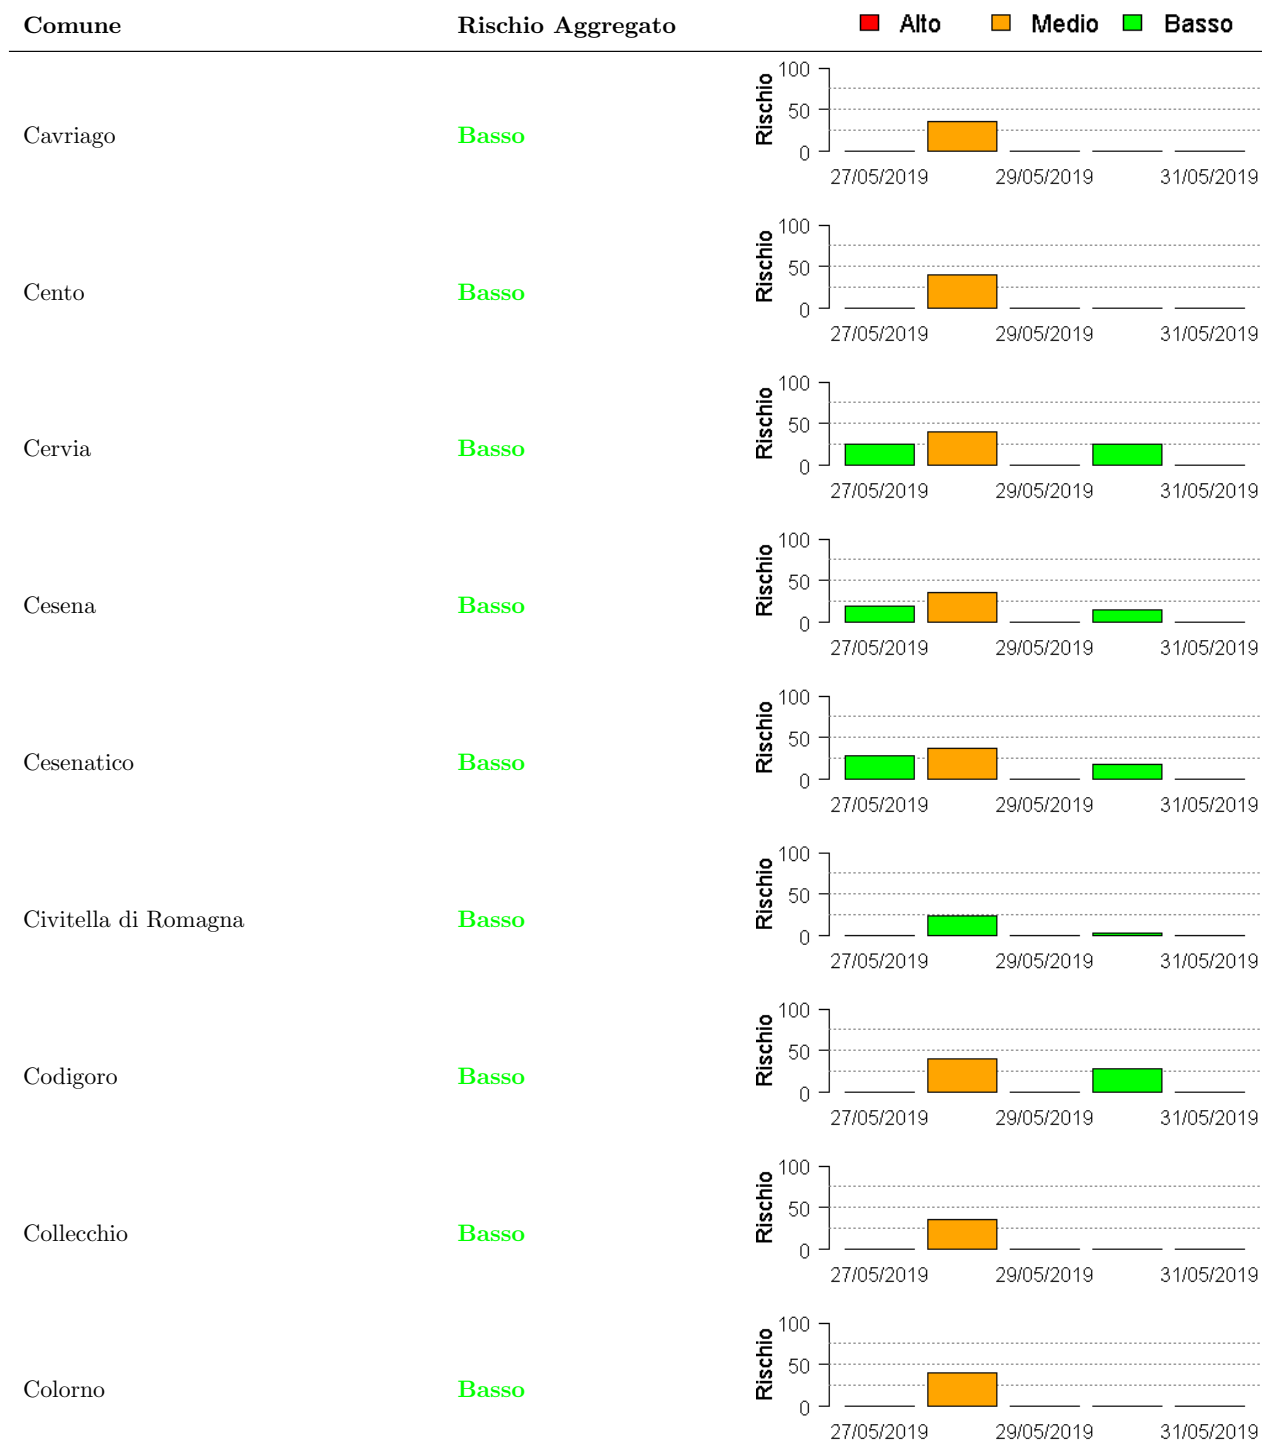 Comune Rischio Aggregato Alto Medio Basso
Cavriago Basso Rischio 100 50 0
27/05/2019 29/05/2019 31/05/2019
Cento Basso Rischio 100 50 0
27/05/2019 29/05/2019 31/05/2019
Cervia Basso Rischio 100 50 0
27/05/2019 29/05/2019 31/05/2019
Cesena Basso Rischio 100 50 0
27/05/2019 29/05/2019 31/05/2019
Cesenatico Basso Rischio 100 50 0
27/05/2019 29/05/2019 31/05/2019
Civitella di Romagna Basso Rischio 100 50 0
27/05/2019 29/05/2019 31/05/2019
Codigoro Basso Rischio 100 50 0
27/05/2019 29/05/2019 31/05/2019
Collecchio Basso Rischio 100 50 0
27/05/2019 29/05/2019 31/05/2019
Colorno Basso Rischio 100 50 0
27/05/2019 29/05/2019 31/05/2019